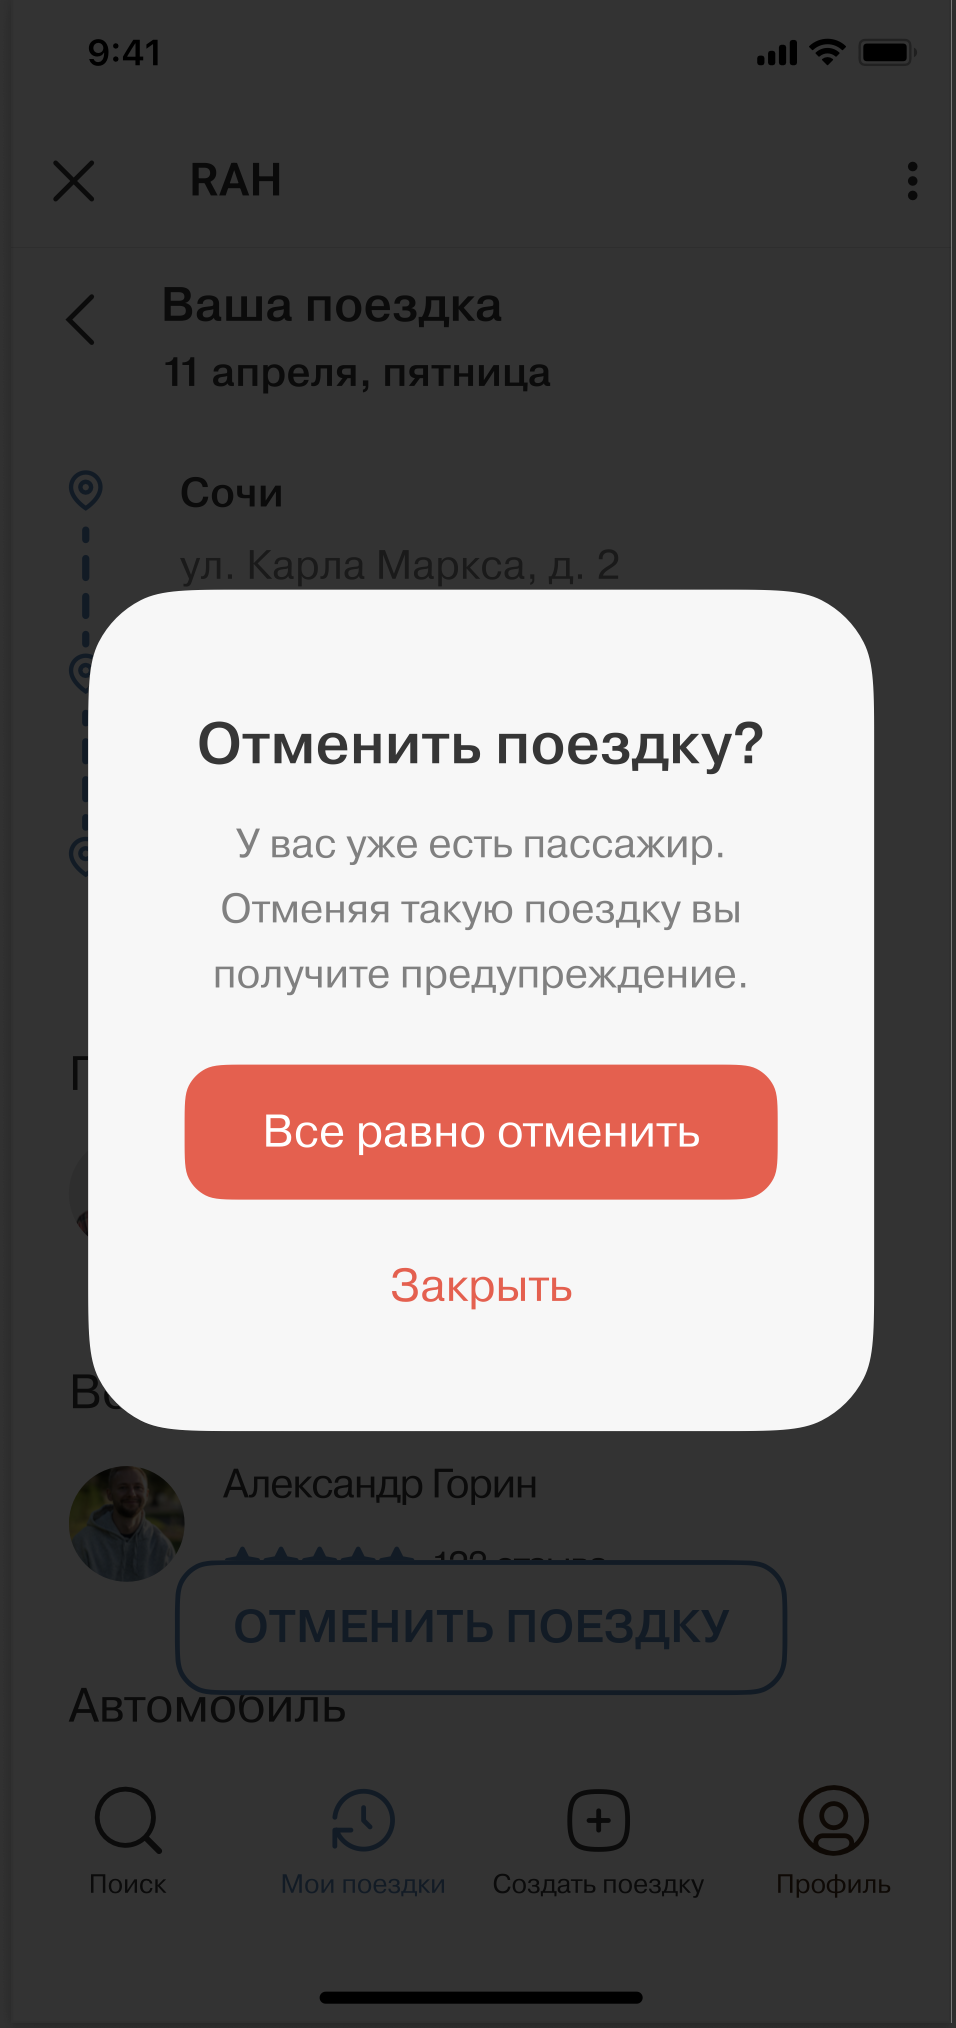 9:41
RAH
Ваша поездка
11 апреля, пятница
Сочи
ул. Карла Маркса, д. 2
Отменить поездку?
У вас уже есть пассажир.
Отменяя такую поездку вы
получите предупреждение.
Все равно отменить
Закрыть
Александр Горин
ОТМЕНИТЬ ПОЕЗДКУ
Автомобиль
Поиск
Мои поездки
Создать поездку
Профиль